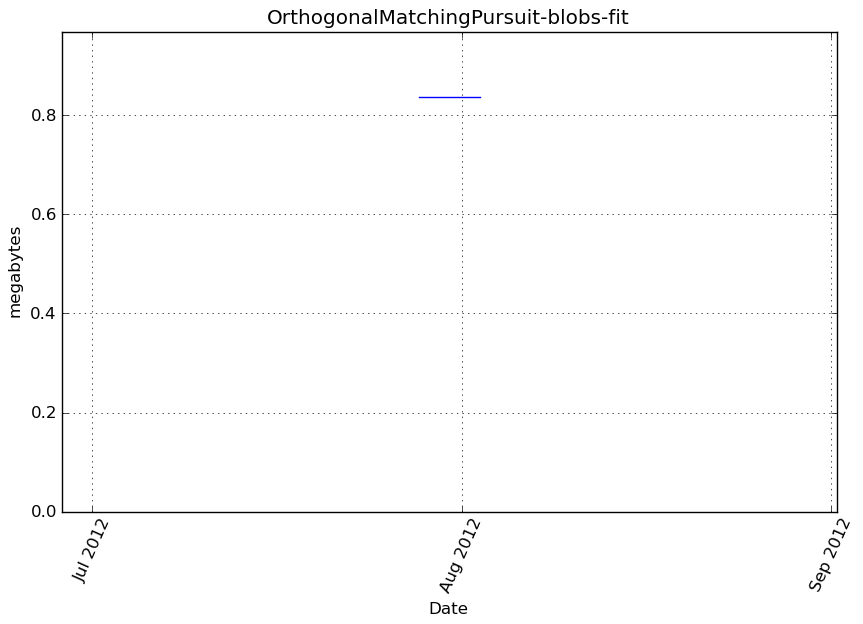 OrthogonalMatchingPursuit-blobs-fit
0.8
0.6
0.4
0.2
0.0
megabytes
Jul 2012
Aug 2012
Sep 2012
Date